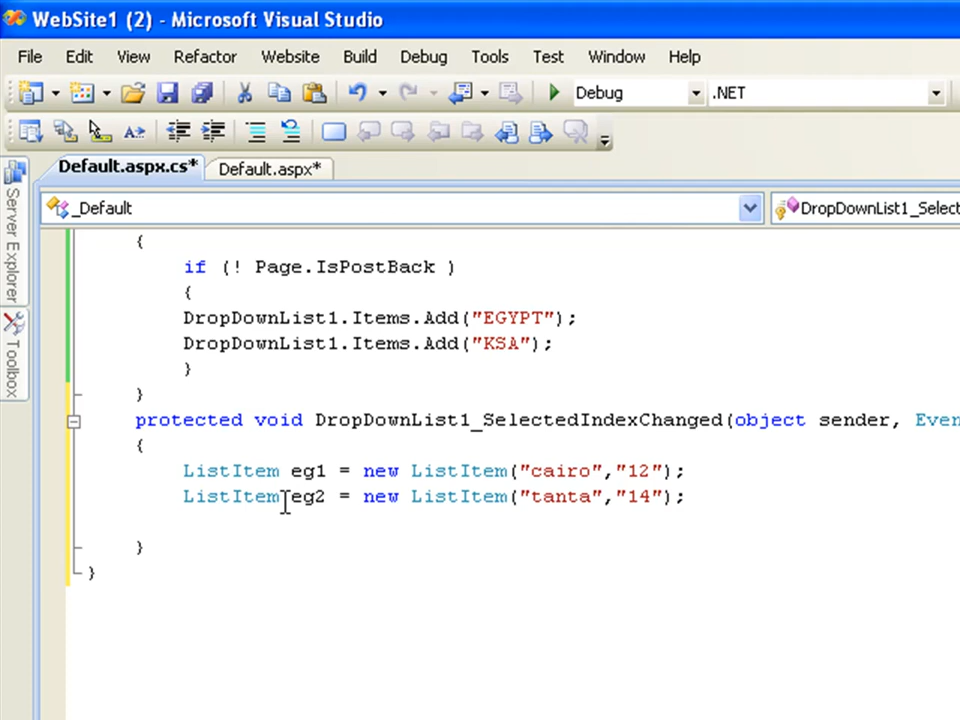 WebSite1 (2) - Microsoft Visual Studio
File Edit View Refactor Website Build Debug Tools Test Window Help
Debug .NET
Default.aspx.cs* Default.aspx*
_Default DropDownList1_Select
Server Explorer
Toolbox
{
if (! Page.IsPostBack )
{
DropDownList1.Items.Add("EGYPT");
DropDownList1.Items.Add("KSA");
}
}
protected void DropDownList1_SelectedIndexChanged(object sender, Even
{
ListItem eg1 = new ListItem("cairo","12");
ListItem eg2 = new ListItem("tanta","14");
}
}